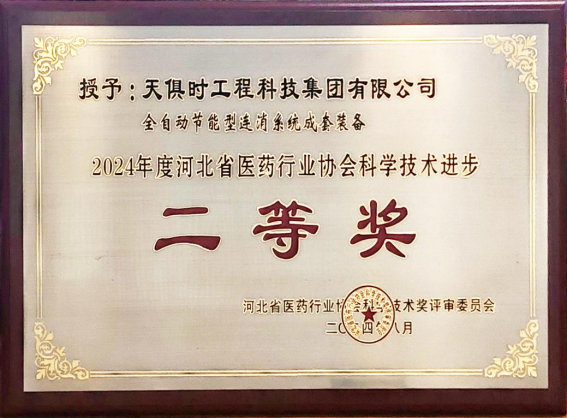 授予：天俱时工程科技集团有限公司
全自动节能型连消系统成套装备
2024年度河北省医药行业协会科学技术进步
二等奖
河北省医药行业协会科学技术奖评审委员会
二〇二四年八月